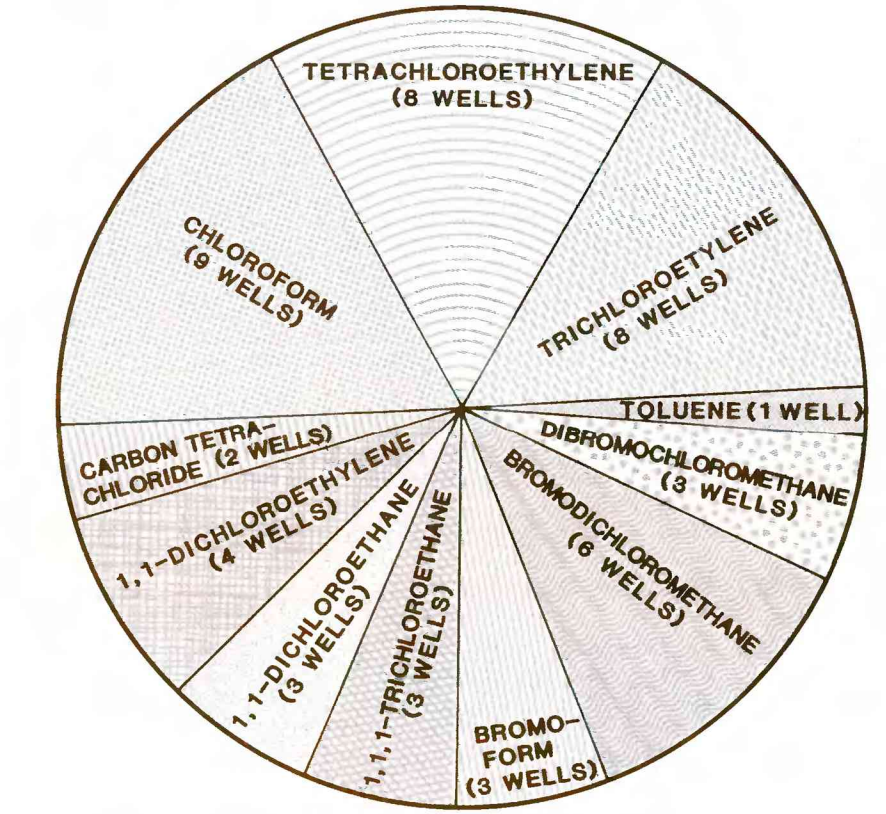 TETRACHLOROETHYLENE
(8 WELLS)
TRICHLOROETYLENE
(8 WELLS)
TOLUENE (1 WELL)
DIBROMOCHLOROMETHANE
(3 WELLS)
BROMODICHLOROMETHANE
(6 WELLS)
BROMO-
FORM
(3 WELLS)
1,1,1-TRICHLOROETHANE
(3 WELLS)
1,1-DICHLOROETHANE
(3 WELLS)
1,1-DICHLOROETHYLENE
(4 WELLS)
CARBON TETRA-
CHLORIDE (2 WELLS)
CHLOROFORM
(9 WELLS)